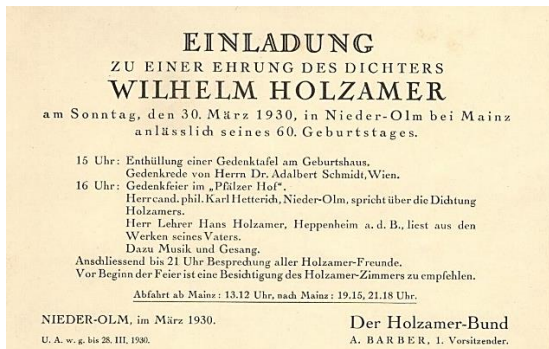 EINLADUNG
ZU EINER EHRUNG DES DICHTERS
WILHELM HOLZAMER
am Sonntag, den 30. März 1930, in Nieder-Olm bei Mainz
anlässlich seines 60. Geburtstages.
15 Uhr: Enthüllung einer Gedenktafel am Geburtshaus.
Gedenkrede von Herrn Dr. Adalbert Schmidt, Wien.
16 Uhr: Gedenkfeier im „Pfälzer Hof".
Herr cand. phil. Karl Hetterich, Nieder-Olm, spricht über die Dichtung
Holzamers.
Herr Lehrer Hans Holzamer, Heppenheim a. d. B., liest aus den
Werken seines Vaters.
Dazu Musik und Gesang.
Anschliessend bis 21 Uhr Besprechung aller Holzamer-Freunde.
Vor Beginn der Feier ist eine Besichtigung des Holzamer-Zimmers zu empfehlen.
Abfahrt ab Mainz: 13.12 Uhr, nach Mainz: 19.15, 21.18 Uhr.
NIEDER-OLM, im März 1930.
Der Holzamer-Bund
U. A. w. g. bis 28. III. 1930.
A. BARBER, 1. Vorsitzender.